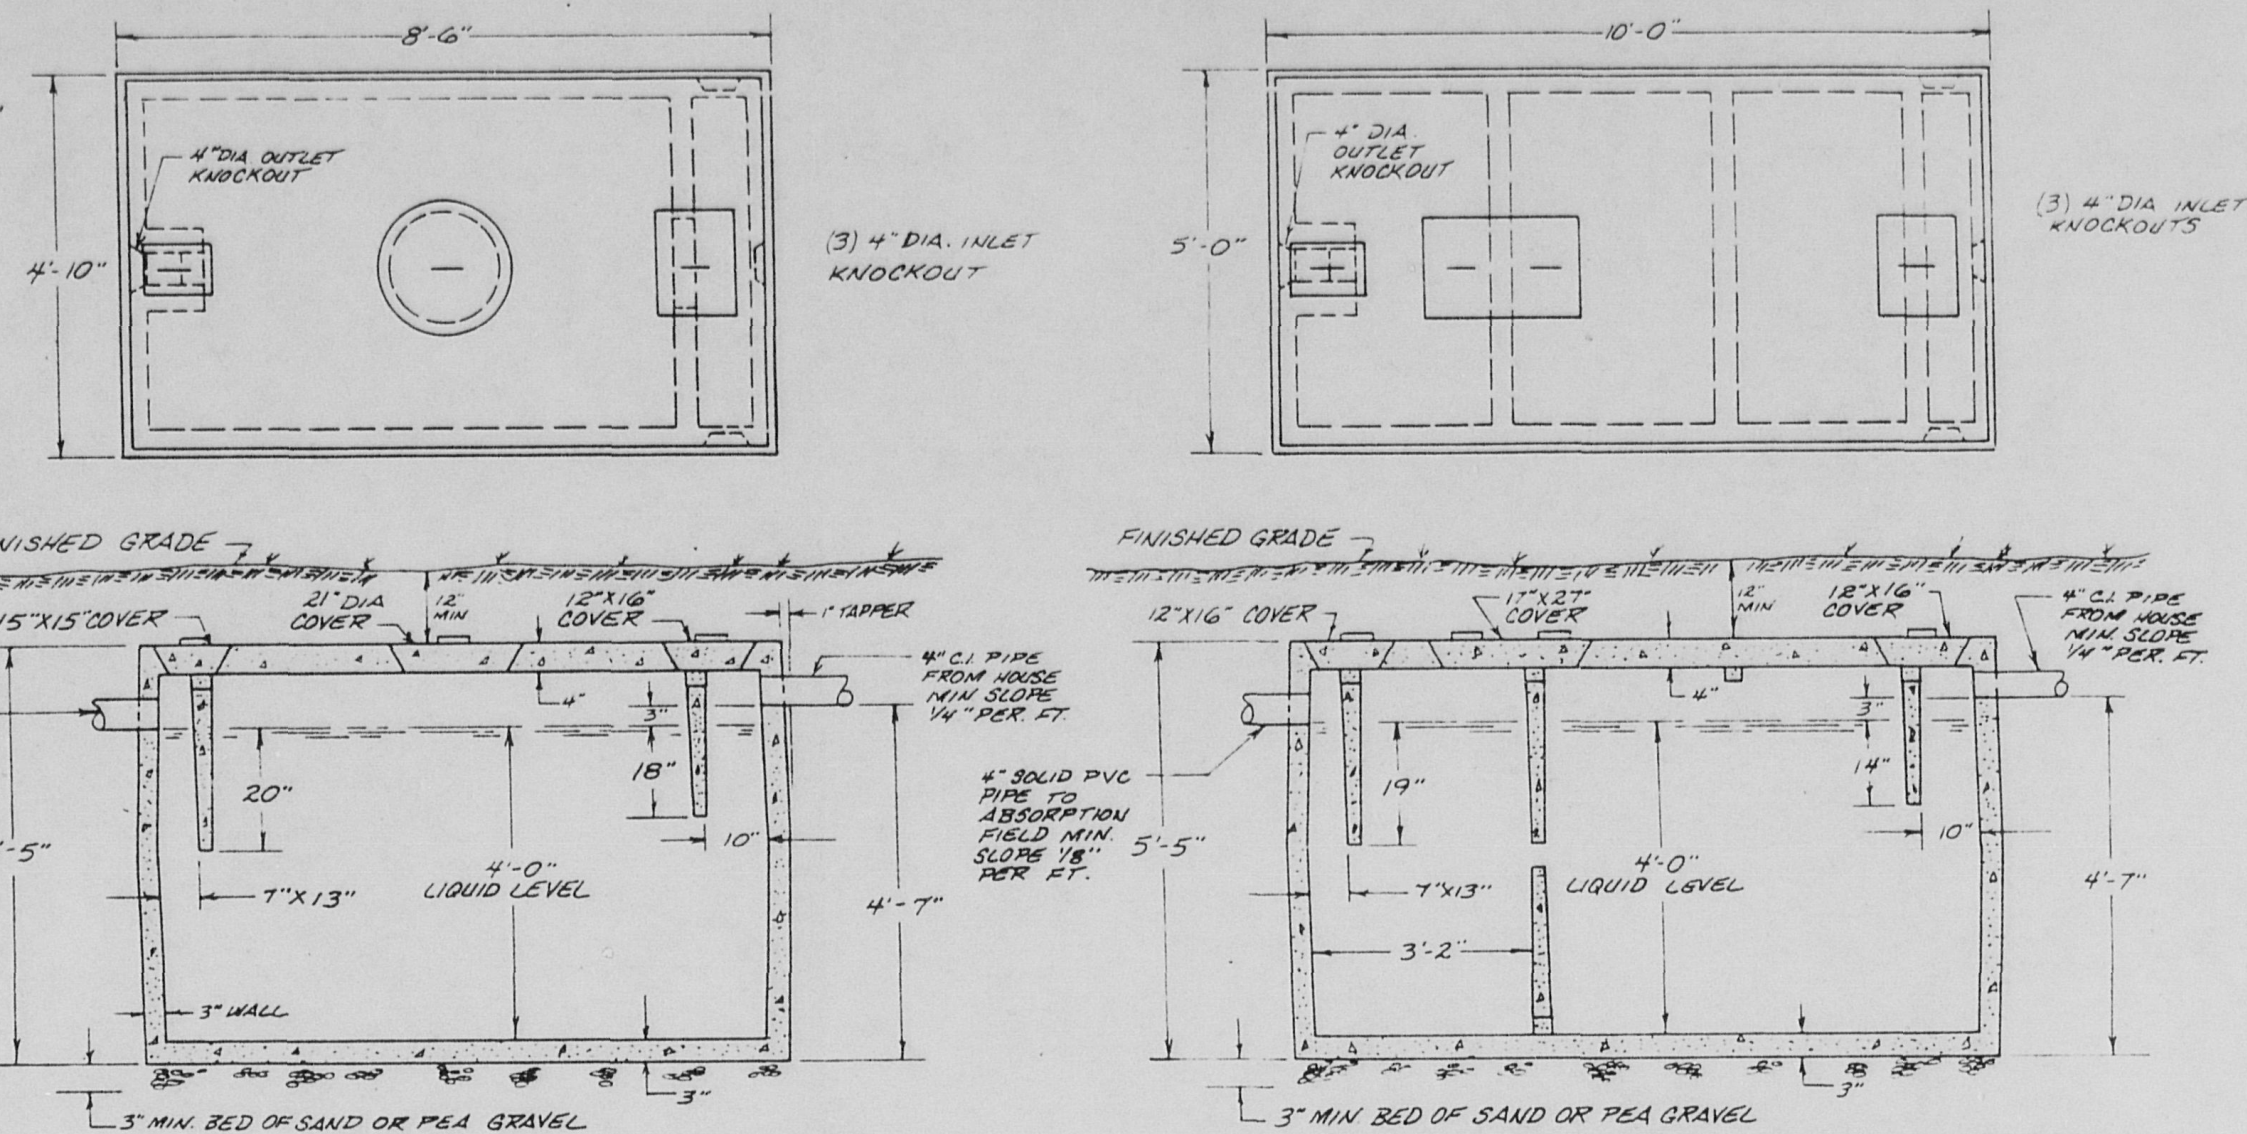 8'-6"
4" DIA. OUTLET
KNOCKOUT
4'-10"
(3) 4" DIA. INLET
KNOCKOUT
10'-0"
4" DIA.
OUTLET
KNOCKOUT
5'-0"
(3) 4" DIA INLET
KNOCKOUTS
NISHED GRADE
15"X15" COVER
21" DIA
COVER
12"
MIN
12"X16"
COVER
1" TAPPER
4" C.I. PIPE
FROM HOUSE
MIN SLOPE
1/4" PER. FT.
4"
3"
20"
18"
10"
'-5"
7"X13"
4'-0"
LIQUID LEVEL
4'-7"
3" WALL
3"
3" MIN. BED OF SAND OR PEA GRAVEL
FINISHED GRADE
12"X16" COVER
17"X27"
COVER
12"
MIN
12"X16"
COVER
4" C.I. PIPE
FROM HOUSE
MIN. SLOPE
1/4" PER. FT.
4"
3"
4" SOLID PVC
PIPE TO
ABSORPTION
FIELD MIN.
SLOPE 1/8"
PER FT.
19"
14"
10"
5'-5"
7"X13"
4'-0"
LIQUID LEVEL
4'-7"
3'-2"
3"
3" MIN. BED OF SAND OR PEA GRAVEL